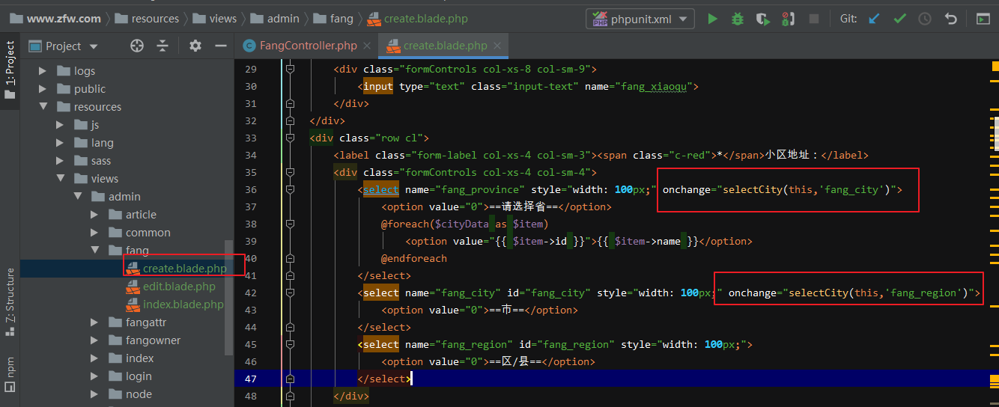 www.zfw.com resources views admin fang create.blade.php phpunit.xml Git:
Project FangController.php create.blade.php
1: Project
7: Structure
npm
logs
public
resources
js
lang
sass
views
admin
article
common
fang
create.blade.php
edit.blade.php
index.blade.php
fangattr
fangowner
index
login
node
29 <div class="formControls col-xs-8 col-sm-9">
30 <input type="text" class="input-text" name="fang_xiaoqu">
31 </div>
32 </div>
33 <div class="row cl">
34 <label class="form-label col-xs-4 col-sm-3"><span class="c-red">*</span>小区地址：</label>
35 <div class="formControls col-xs-4 col-sm-4">
36 <select name="fang_province" style="width: 100px;" onchange="selectCity(this,'fang_city')">
37 <option value="0">==请选择省==</option>
38 @foreach($cityData as $item)
39 <option value="{{ $item->id }}">{{ $item->name }}</option>
40 @endforeach
41 </select>
42 <select name="fang_city" id="fang_city" style="width: 100px;" onchange="selectCity(this,'fang_region')">
43 <option value="0">==市==</option>
44 </select>
45 <select name="fang_region" id="fang_region" style="width: 100px;">
46 <option value="0">==区/县==</option>
47 </select>
48 </div>